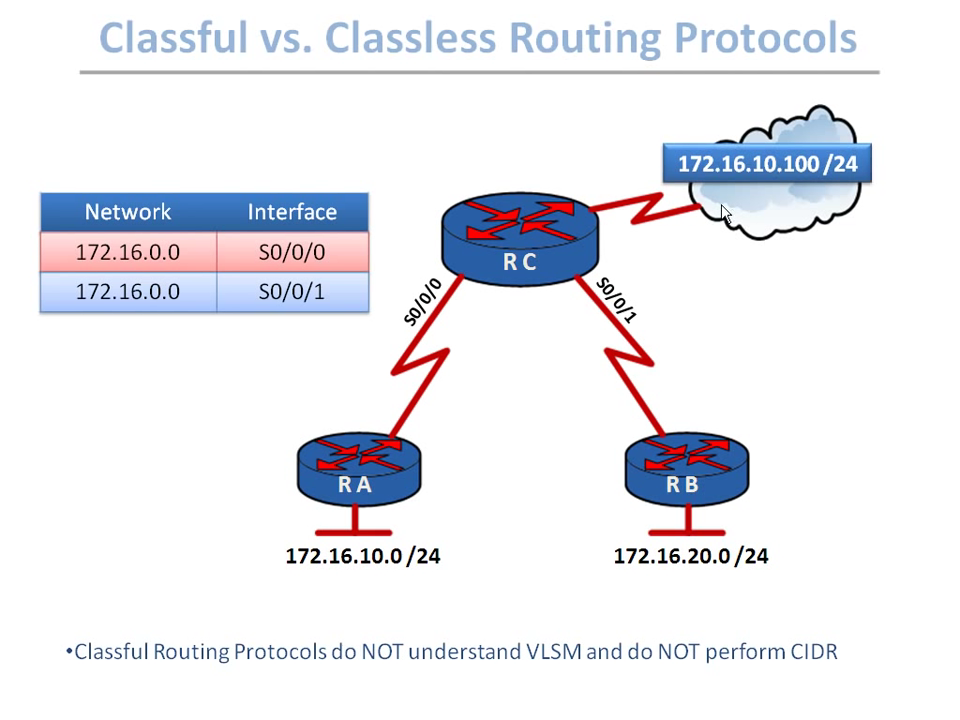 Classful vs. Classless Routing Protocols
172.16.10.100 /24
Network Interface
172.16.0.0 S0/0/0
172.16.0.0 S0/0/1
R C
S0/0/0
S0/0/1
R A
R B
172.16.10.0 /24
172.16.20.0 /24
•Classful Routing Protocols do NOT understand VLSM and do NOT perform CIDR